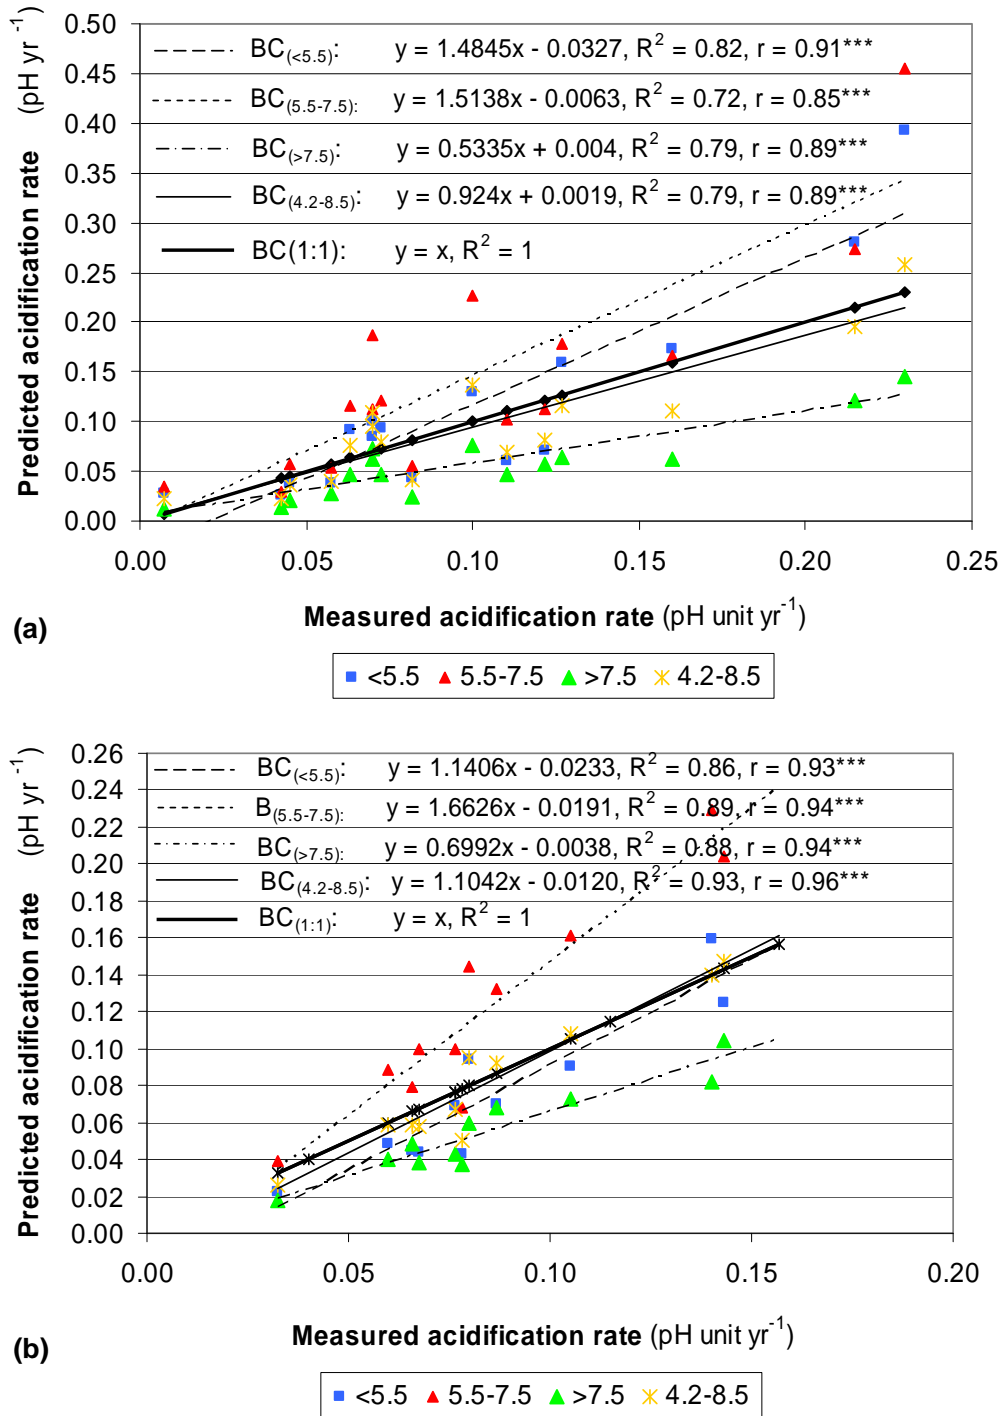 (a)
Predicted acidification rate (pH yr⁻¹)
0.50
0.45
0.40
0.35
0.30
0.25
0.20
0.15
0.10
0.05
0.00
BC(<5.5): y = 1.4845x - 0.0327, R² = 0.82, r = 0.91***
BC(5.5-7.5): y = 1.5138x - 0.0063, R² = 0.72, r = 0.85***
BC(>7.5): y = 0.5335x + 0.004, R² = 0.79, r = 0.89***
BC(4.2-8.5): y = 0.924x + 0.0019, R² = 0.79, r = 0.89***
BC(1:1): y = x, R² = 1
0.00 0.05 0.10 0.15 0.20 0.25
Measured acidification rate (pH unit yr⁻¹)
<5.5 5.5-7.5 >7.5 4.2-8.5
(b)
Predicted acidification rate (pH yr⁻¹)
0.26
0.24
0.22
0.20
0.18
0.16
0.14
0.12
0.10
0.08
0.06
0.04
0.02
0.00
BC(<5.5): y = 1.1406x - 0.0233, R² = 0.86, r = 0.93***
B(5.5-7.5): y = 1.6626x - 0.0191, R² = 0.89, r = 0.94***
BC(>7.5): y = 0.6992x - 0.0038, R² = 0.88, r = 0.94***
BC(4.2-8.5): y = 1.1042x - 0.0120, R² = 0.93, r = 0.96***
BC(1:1): y = x, R² = 1
0.00 0.05 0.10 0.15 0.20
Measured acidification rate (pH unit yr⁻¹)
<5.5 5.5-7.5 >7.5 4.2-8.5